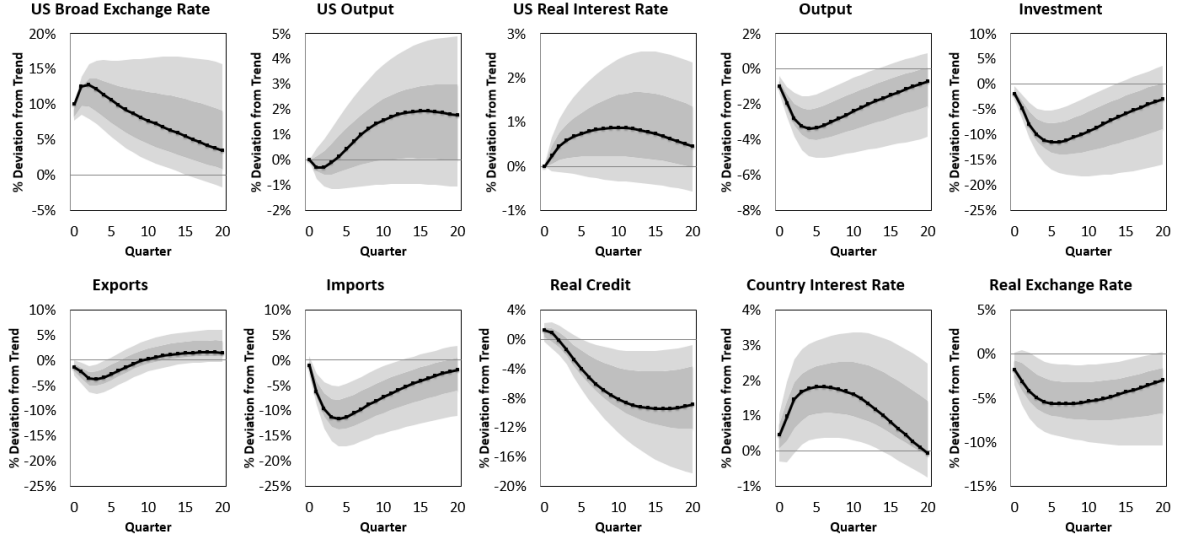 US Broad Exchange Rate
% Deviation from Trend
20%
15%
10%
5%
0%
-5%
0 5 10 15 20
Quarter
US Output
% Deviation from Trend
5%
4%
3%
2%
1%
0%
-1%
-2%
0 5 10 15 20
Quarter
US Real Interest Rate
% Deviation from Trend
3%
2%
1%
0%
-1%
0 5 10 15 20
Quarter
Output
% Deviation from Trend
2%
0%
-2%
-4%
-6%
-8%
0 5 10 15 20
Quarter
Investment
% Deviation from Trend
10%
5%
0%
-5%
-10%
-15%
-20%
-25%
0 5 10 15 20
Quarter
Exports
% Deviation from Trend
10%
5%
0%
-5%
-10%
-15%
-20%
-25%
0 5 10 15 20
Quarter
Imports
% Deviation from Trend
10%
5%
0%
-5%
-10%
-15%
-20%
-25%
0 5 10 15 20
Quarter
Real Credit
% Deviation from Trend
4%
0%
-4%
-8%
-12%
-16%
-20%
0 5 10 15 20
Quarter
Country Interest Rate
% Deviation from Trend
4%
3%
2%
1%
0%
-1%
0 5 10 15 20
Quarter
Real Exchange Rate
% Deviation from Trend
5%
0%
-5%
-10%
-15%
0 5 10 15 20
Quarter